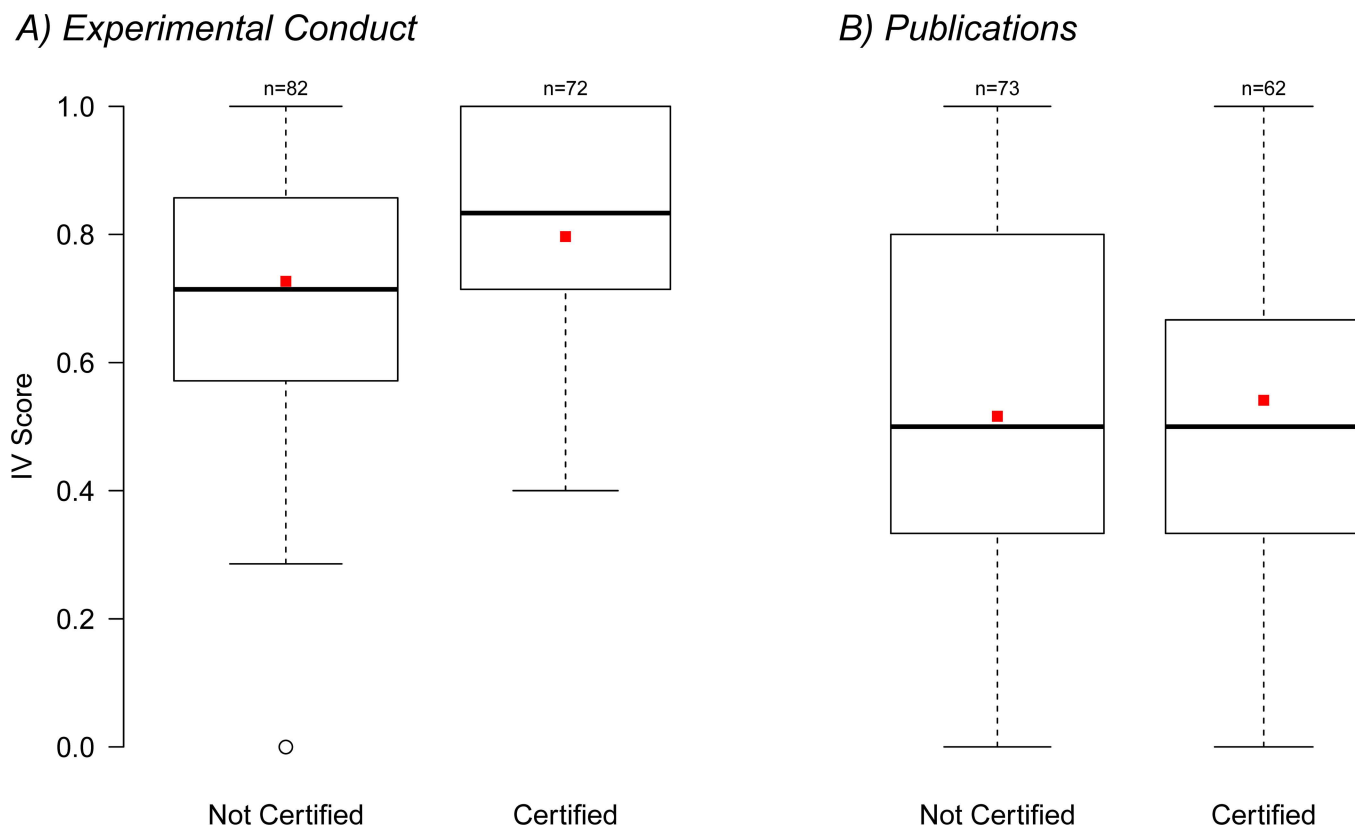 A) Experimental Conduct
B) Publications
n=82
n=72
n=73
n=62
IV Score
1.0
0.8
0.6
0.4
0.2
0.0
Not Certified
Certified
Not Certified
Certified